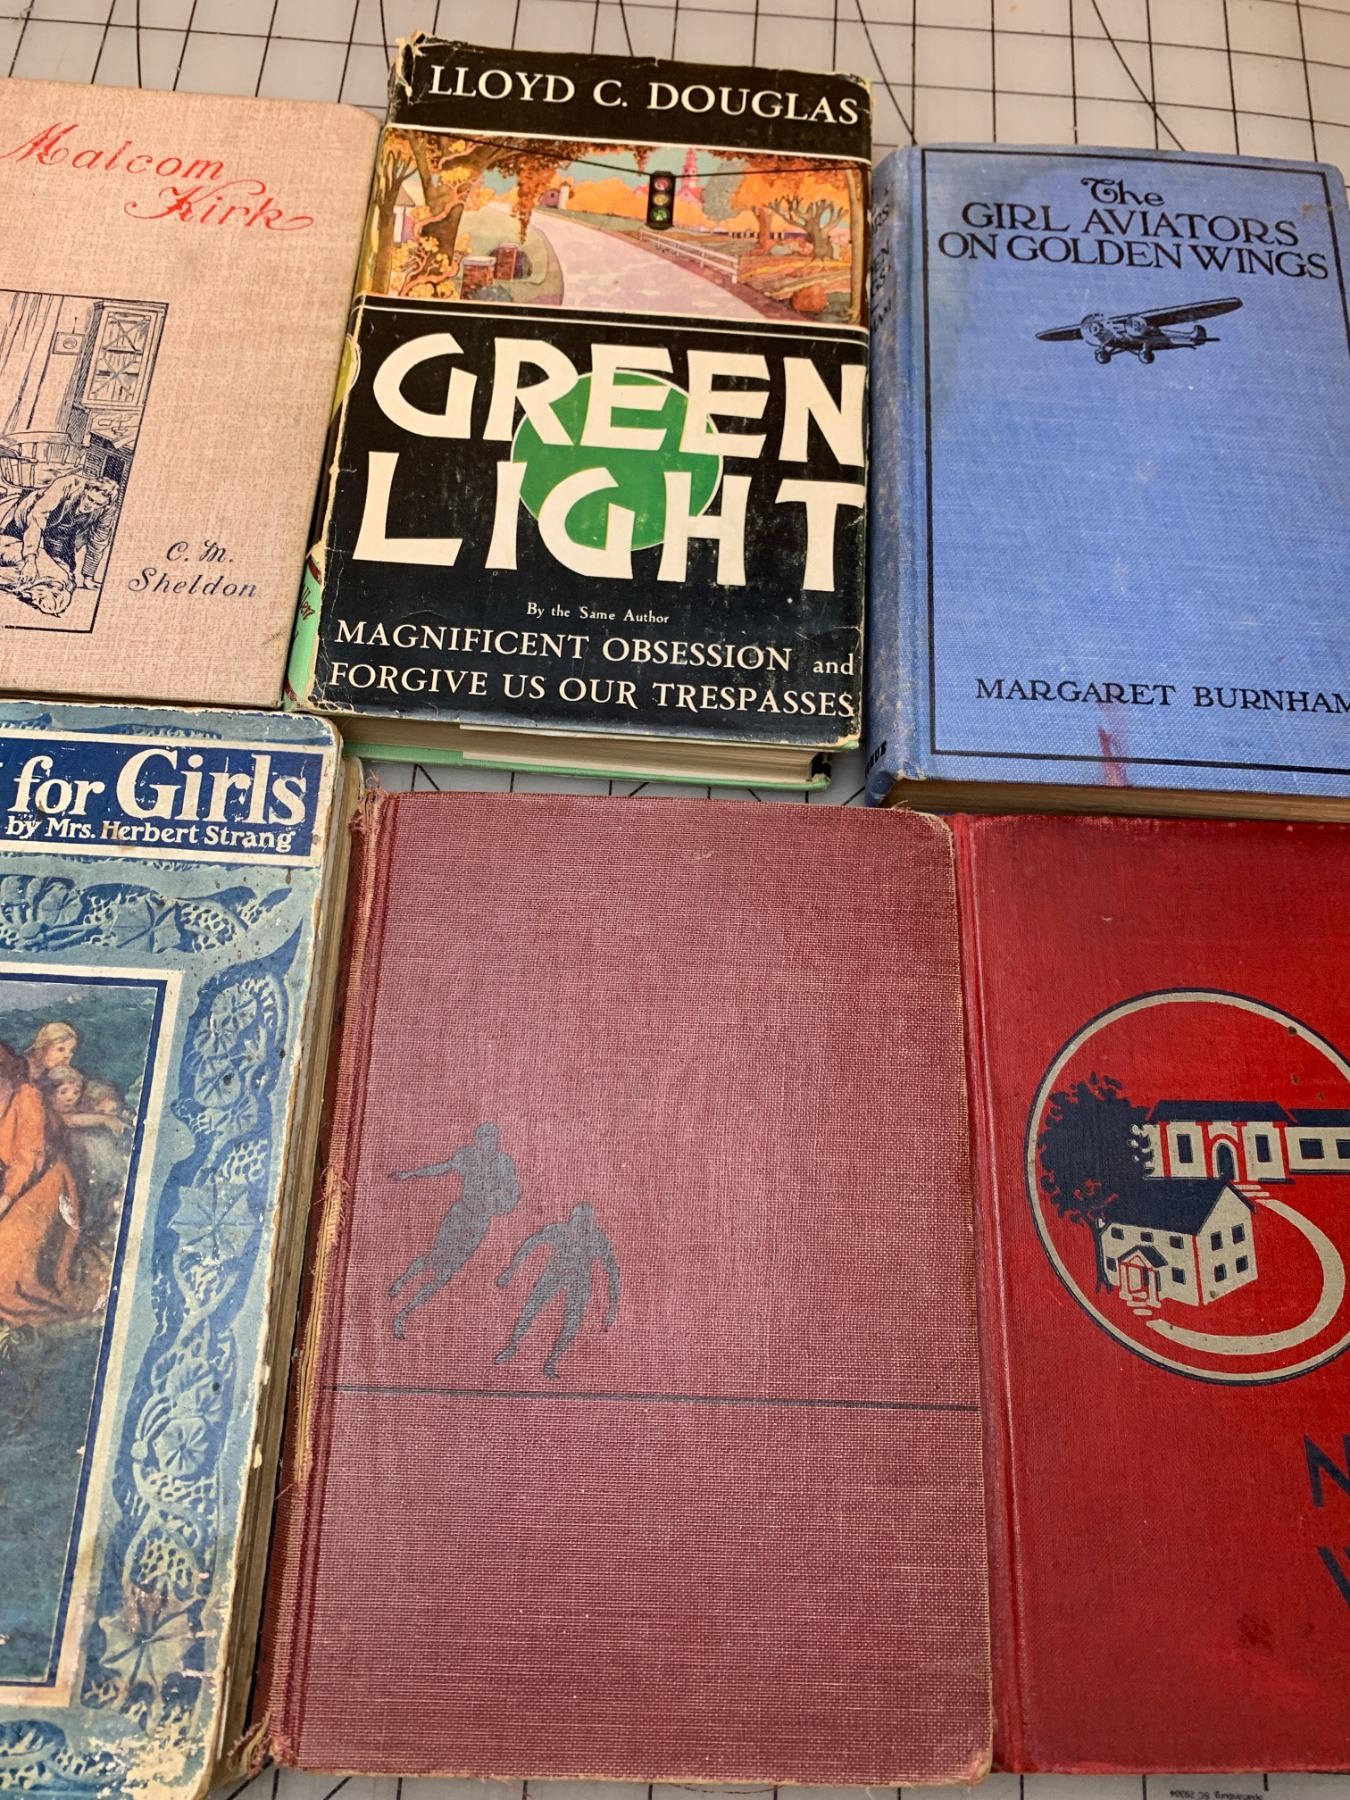 Malcom
Kirk
C. M.
Sheldon
LLOYD C. DOUGLAS
GREEN
LIGHT
By the Same Author
MAGNIFICENT OBSESSION and
FORGIVE US OUR TRESPASSES
The
GIRL AVIATORS
ON GOLDEN WINGS
MARGARET BURNHAM
for Girls
by Mrs. Herbert Strang